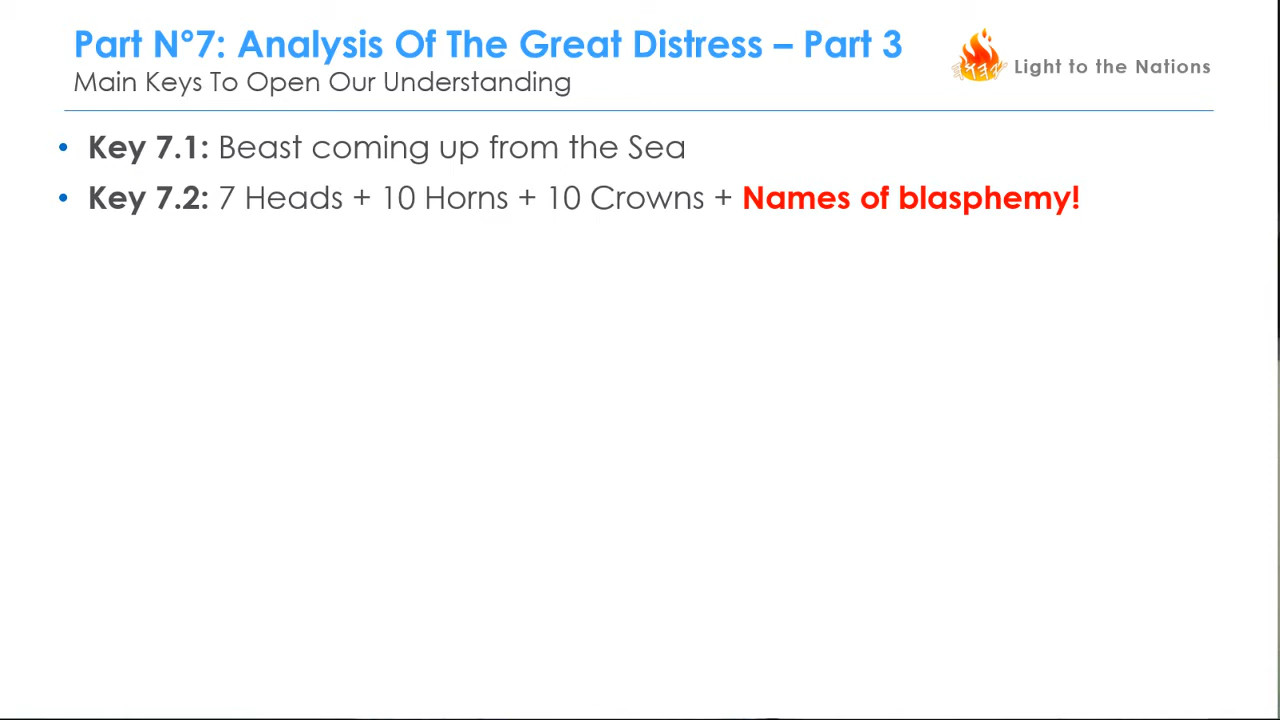 Part N°7: Analysis Of The Great Distress – Part 3
Main Keys To Open Our Understanding
Light to the Nations
• Key 7.1: Beast coming up from the Sea
• Key 7.2: 7 Heads + 10 Horns + 10 Crowns + Names of blasphemy!